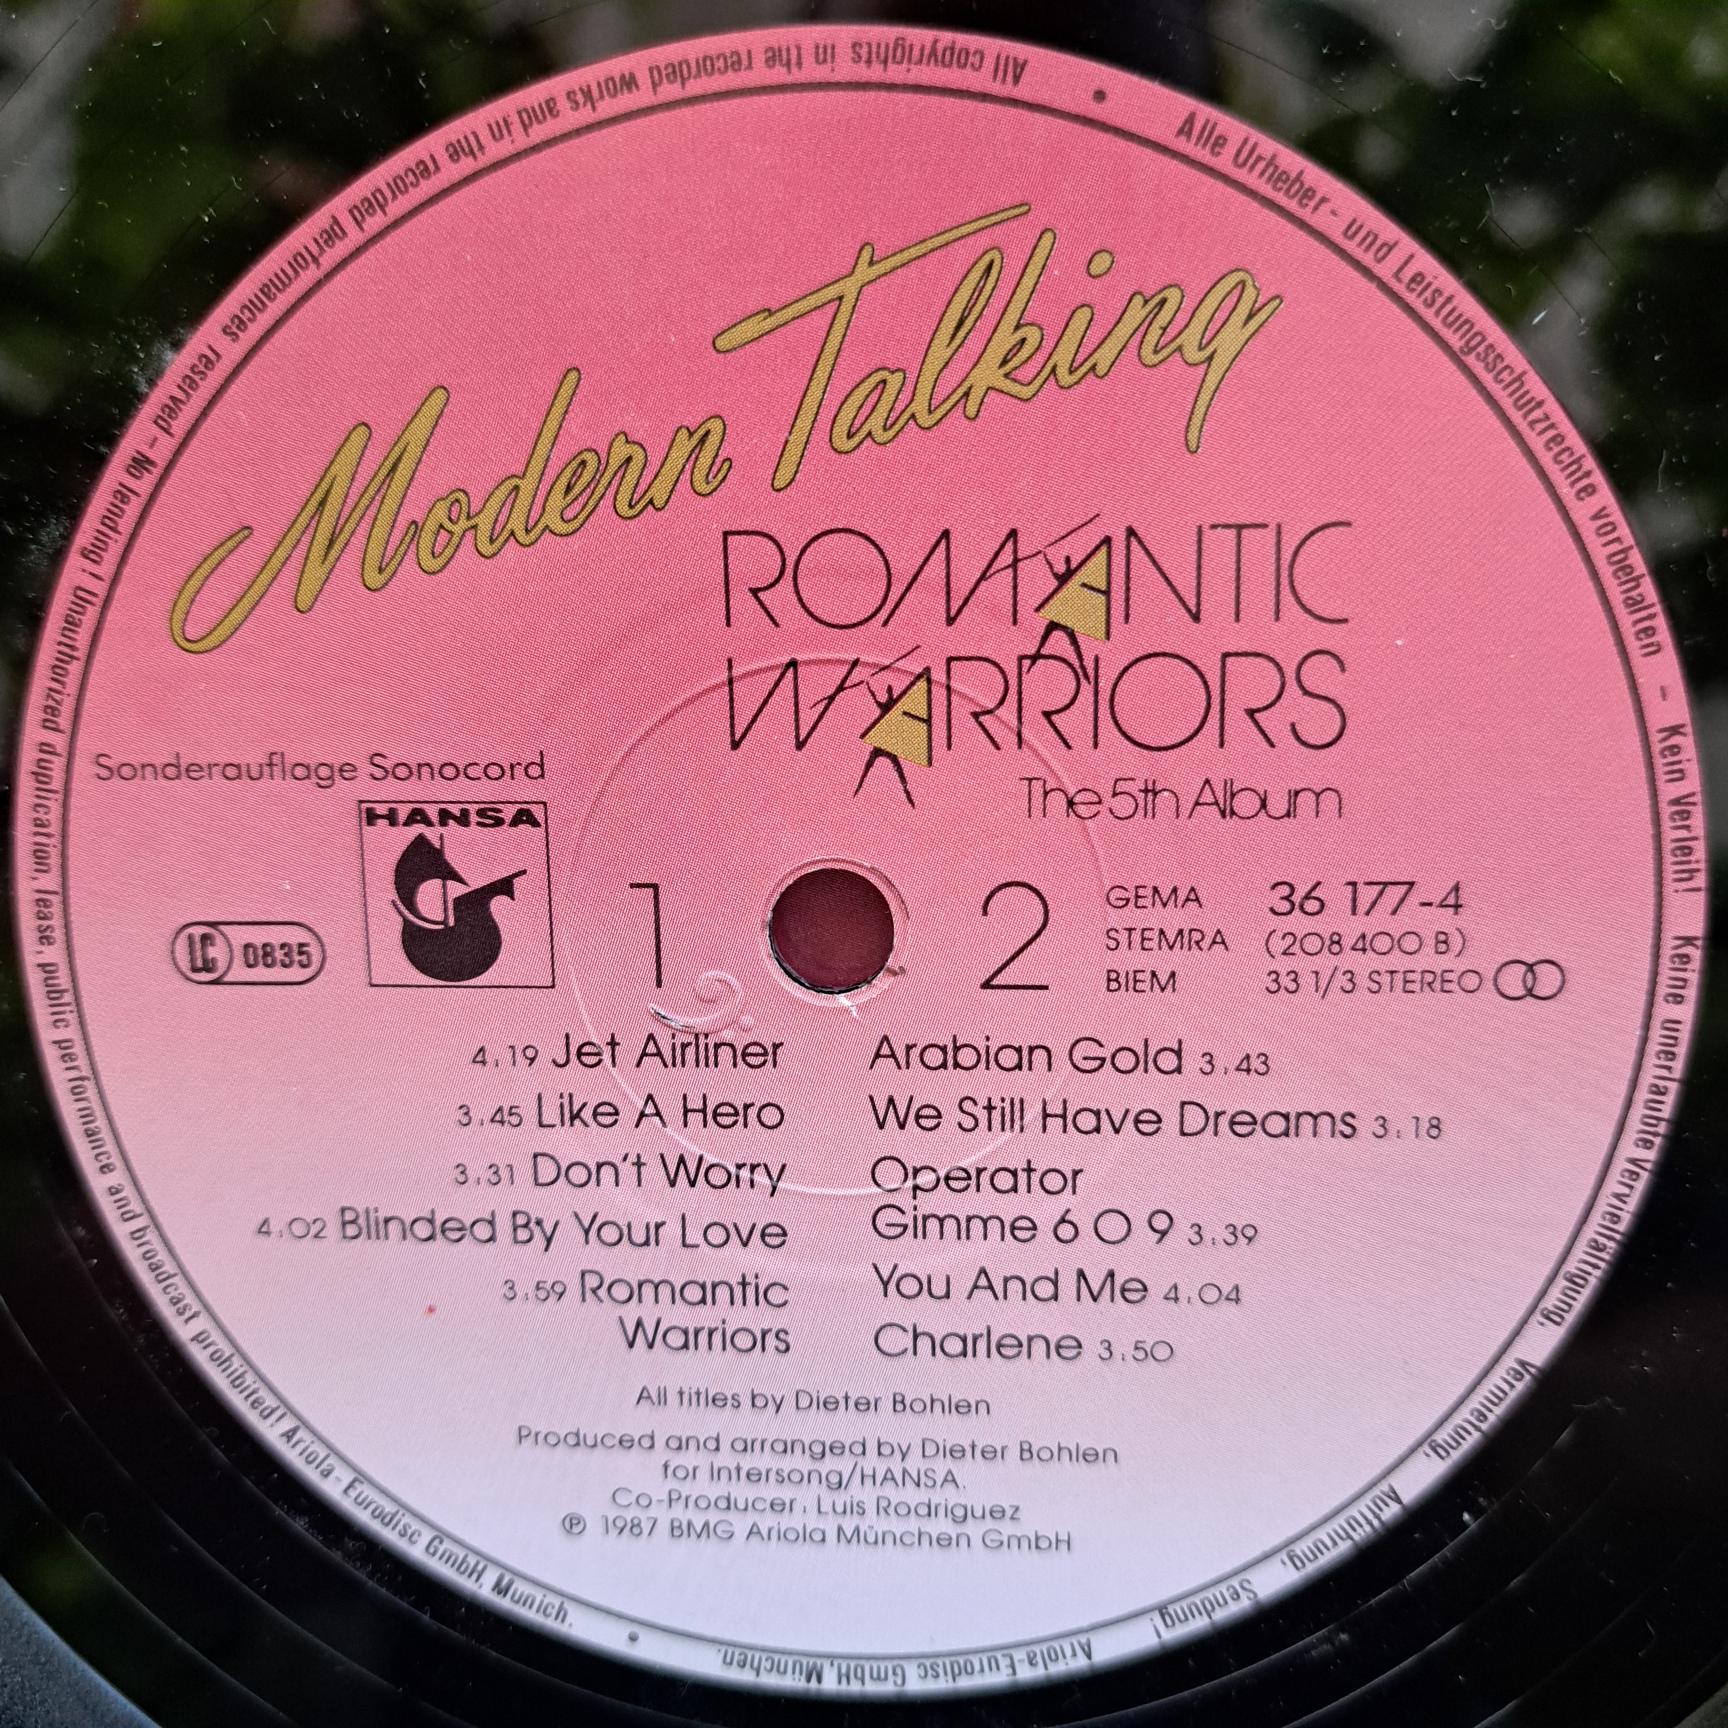 Modern Talking
ROMANTIC
WARRIORS
The 5th Album
Sonderauflage Sonocord
HANSA
LC 0835
1
2
GEMA 36 177-4
STEMRA (208 400 B)
BIEM 33 1/3 STEREO
4.19 Jet Airliner
3.45 Like A Hero
3.31 Don't Worry
4.02 Blinded By Your Love
3.59 Romantic
Warriors
Arabian Gold 3.43
We Still Have Dreams 3.18
Operator
Gimme 6 0 9 3.39
You And Me 4.04
Charlene 3.50
All titles by Dieter Bohlen
Produced and arranged by Dieter Bohlen
for Intersong/HANSA.
Co-Producer. Luis Rodriguez
℗ 1987 BMG Ariola München GmbH
Alle Urheber- und Leistungsschutzrechte vorbehalten - Kein Verleih! Keine unerlaubte Vervielfältigung, Vermietung, Aufführung, Sendung! Ariola-Eurodisc GmbH, München.
All copyrights in the recorded works and in the recorded performances reserved - No lending! Unauthorized duplication, lease, public performance and broadcast prohibited! Ariola-Eurodisc GmbH, Munich.